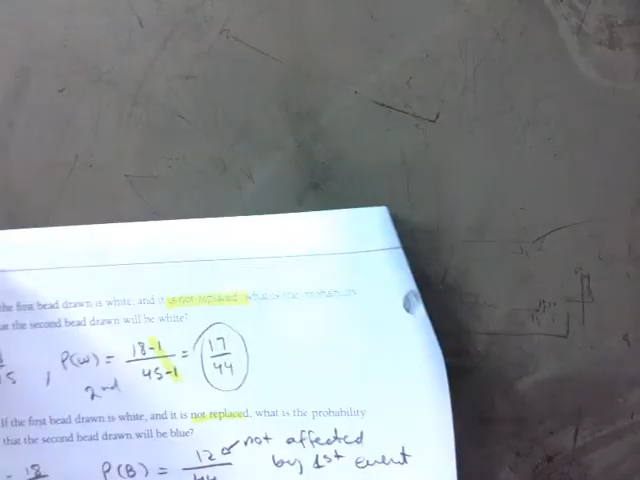 the first bead drawn is white, and it is not replaced, what is the probability
at the second bead drawn will be white?
, P(W) = 18-1 / 45-1 = 17 / 44
2nd
If the first bead drawn is white, and it is not replaced, what is the probability
that the second bead drawn will be blue?
18 P(B) = 12 / 44 not affected
by 1st event